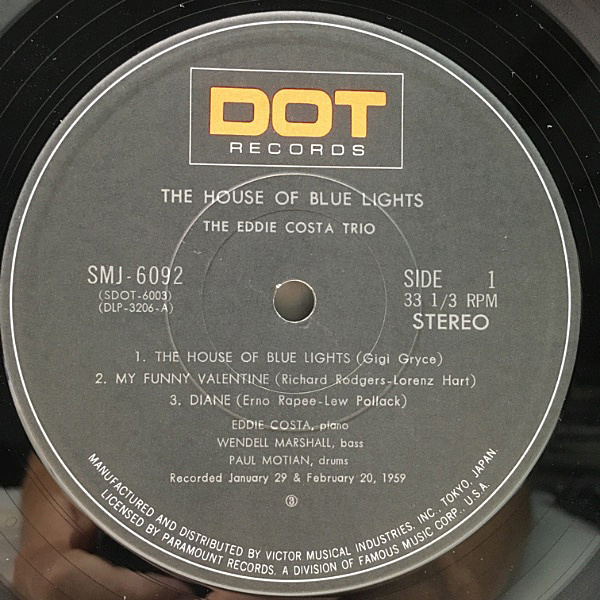 DOT
RECORDS
THE HOUSE OF BLUE LIGHTS
THE EDDIE COSTA TRIO
SMJ-6092
(SDOT-6003)
(DLP-3206-A)
SIDE 1
33 1/3 RPM
STEREO
1. THE HOUSE OF BLUE LIGHTS (Gigi Gryce)
2. MY FUNNY VALENTINE (Richard Rodgers-Lorenz Hart)
3. DIANE (Erno Rapee-Lew Pollack)
EDDIE COSTA, piano
WENDELL MARSHALL, bass
PAUL MOTIAN, drums
Recorded January 29 & February 20, 1959
MANUFACTURED AND DISTRIBUTED BY VICTOR MUSICAL INDUSTRIES, INC., TOKYO, JAPAN.
LICENSED BY PARAMOUNT RECORDS, A DIVISION OF FAMOUS MUSIC CORP., U.S.A.